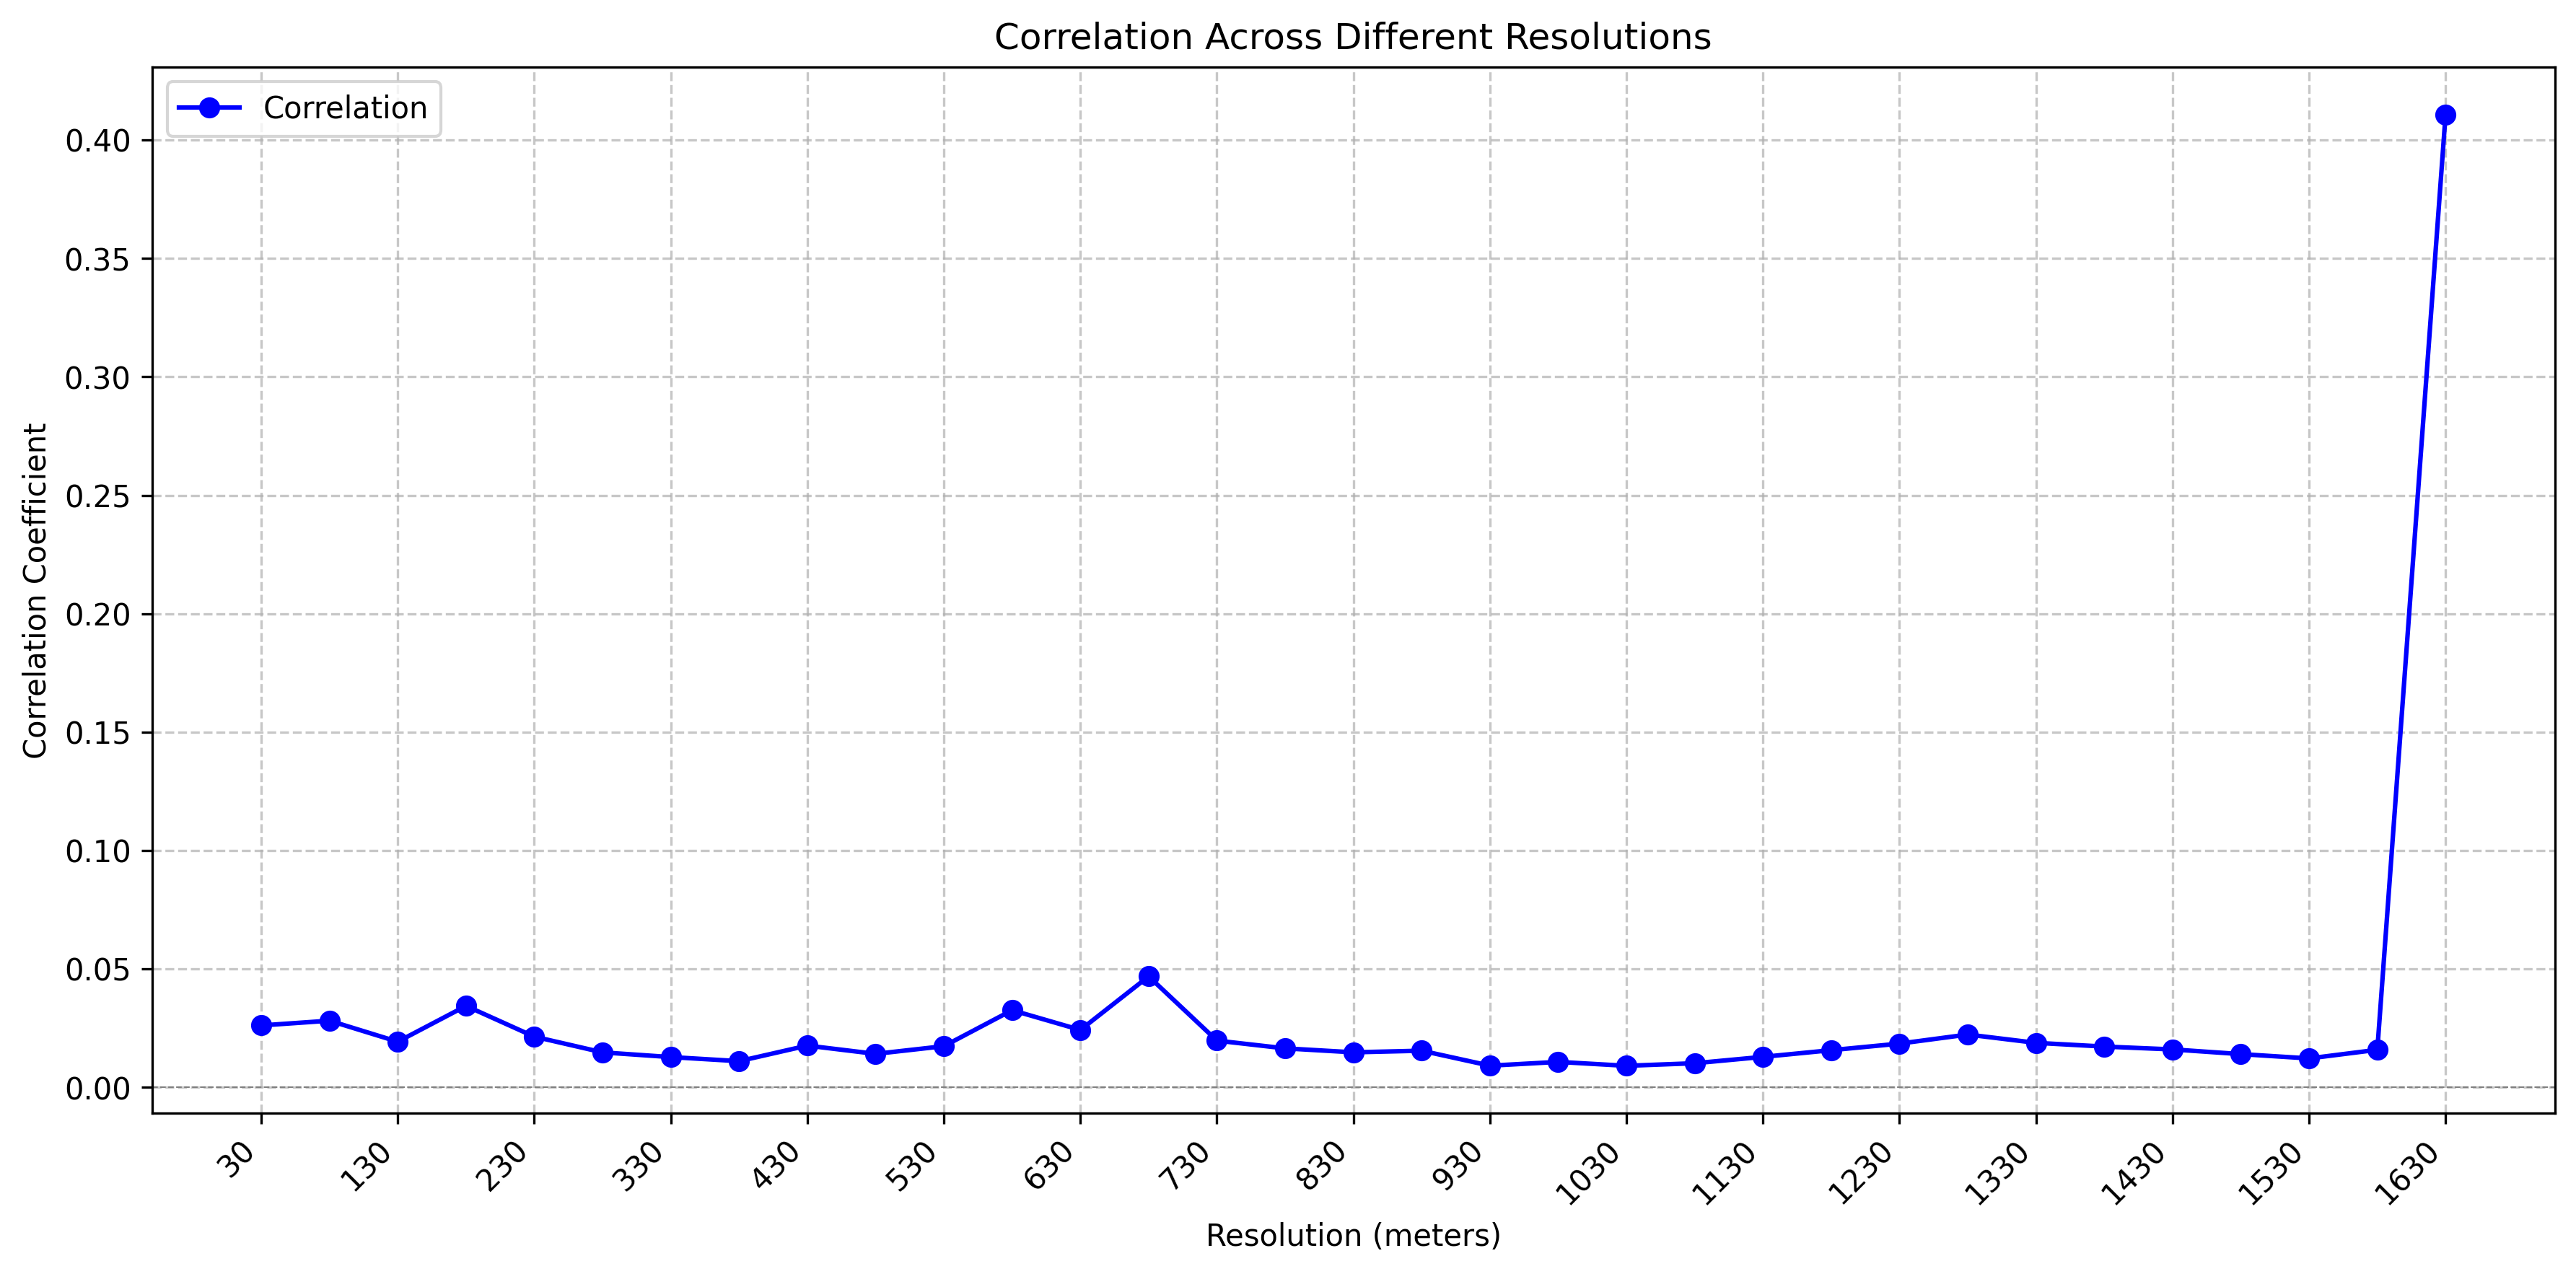 Correlation Across Different Resolutions
Correlation
0.40
0.35
0.30
0.25
0.20
0.15
0.10
0.05
0.00
Correlation Coefficient
30 130 230 330 430 530 630 730 830 930 1030 1130 1230 1330 1430 1530 1630
Resolution (meters)